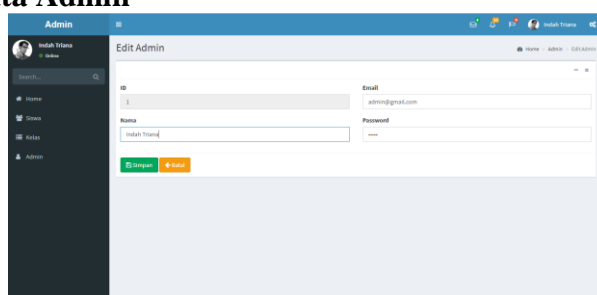 ta Admin
Admin
Indah Triana
Indah Triana
Online
Edit Admin
Home
Admin
Edit Admin
Search...
Home
Siswa
Kelas
Admin
ID
1
Email
admin@gmail.com
Nama
Indah Triana
Password
Simpan
Batal